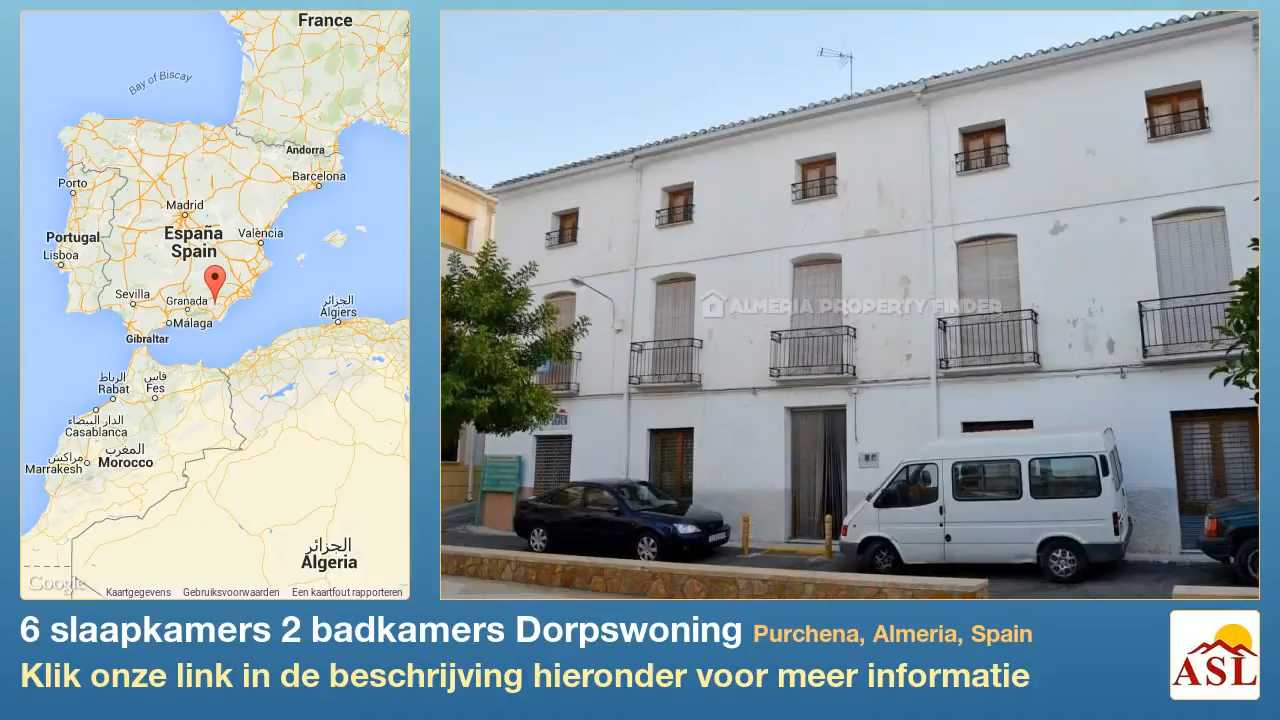 France
Bay of Biscay
Andorra
Barcelona
Porto
Madrid
España
Spain
Valencia
Portugal
Lisboa
Sevilla
Granada
Málaga
الجزائر
Algiers
Gibraltar
الرباط
Rabat
فاس
Fes
الدار البيضاء
Casablanca
المغرب
Morocco
مراكش
Marrakesh
الجزائر
Algeria
Google
Kaartgegevens Gebruiksvoorwaarden Een kaartfout rapporteren
ALMERIA PROPERTY FINDER
6 slaapkamers 2 badkamers Dorpswoning Purchena, Almeria, Spain
Klik onze link in de beschrijving hieronder voor meer informatie
ASL